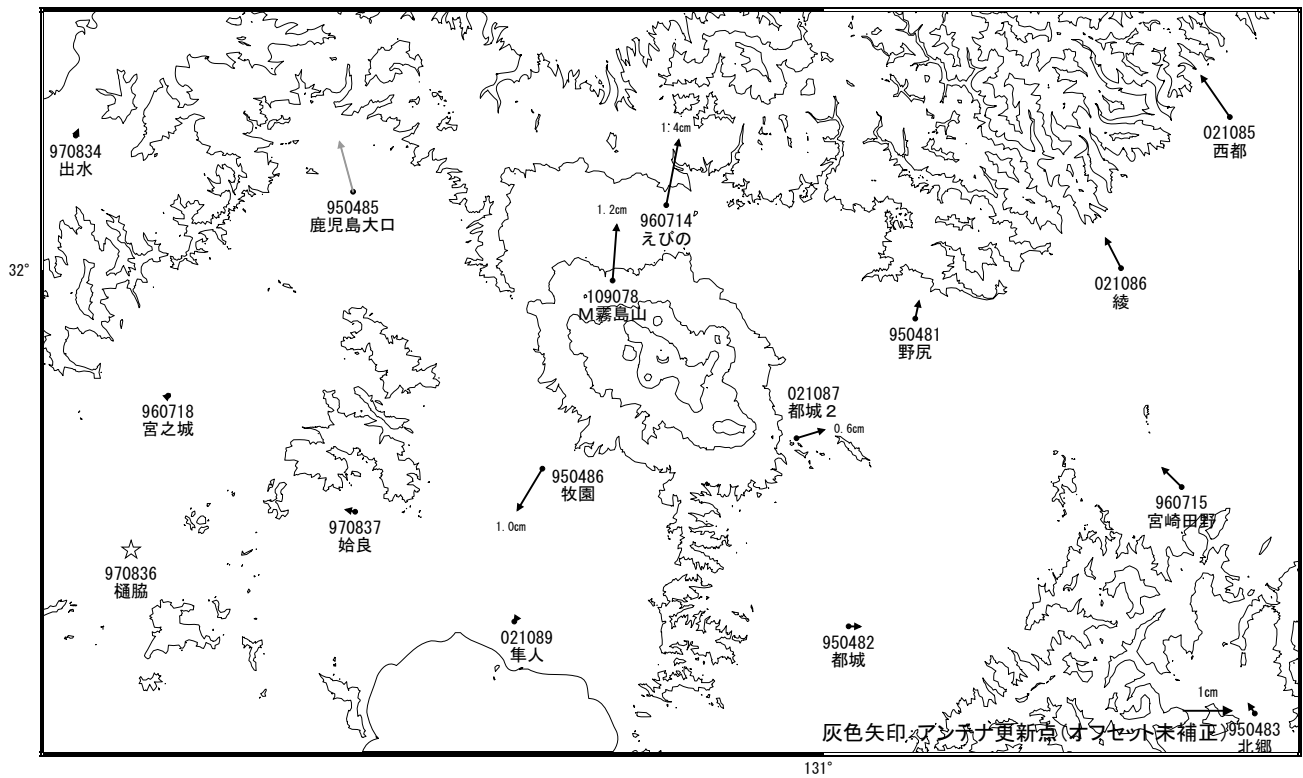 021085
西都
1.4cm
970834
出水
950485
鹿児島大口
1.2cm
960714
えびの
32°
021086
綾
109078
M霧島山
950481
野尻
021087
都城2
0.6cm
960718
宮之城
950486
牧園
1.0cm
960715
宮崎田野
970837
姶良
970836
樋脇
021089
隼人
950482
都城
1cm
灰色矢印:アンテナ更新点(オフセット未補正)
950483
北郷
131°